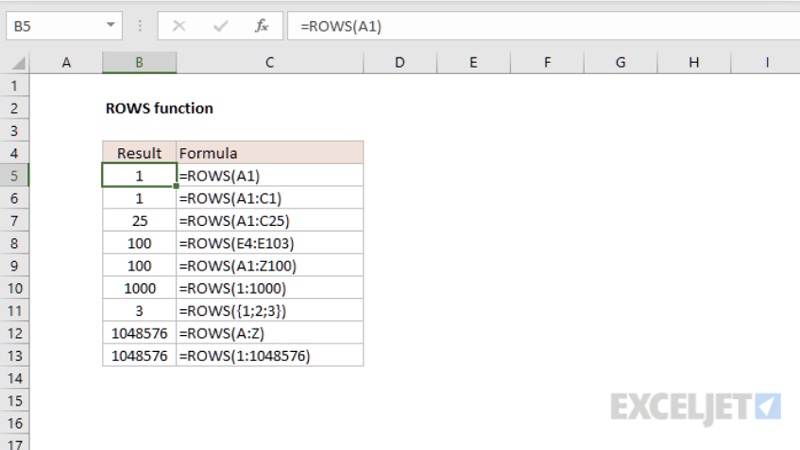 B5 fx =ROWS(A1)
A B C D E F G H I
1
2 ROWS function
3
4 Result Formula
5 1 =ROWS(A1)
6 1 =ROWS(A1:C1)
7 25 =ROWS(A1:C25)
8 100 =ROWS(E4:E103)
9 100 =ROWS(A1:Z100)
10 1000 =ROWS(1:1000)
11 3 =ROWS({1;2;3})
12 1048576 =ROWS(A:Z)
13 1048576 =ROWS(1:1048576)
14
15 EXCELJET
16
17